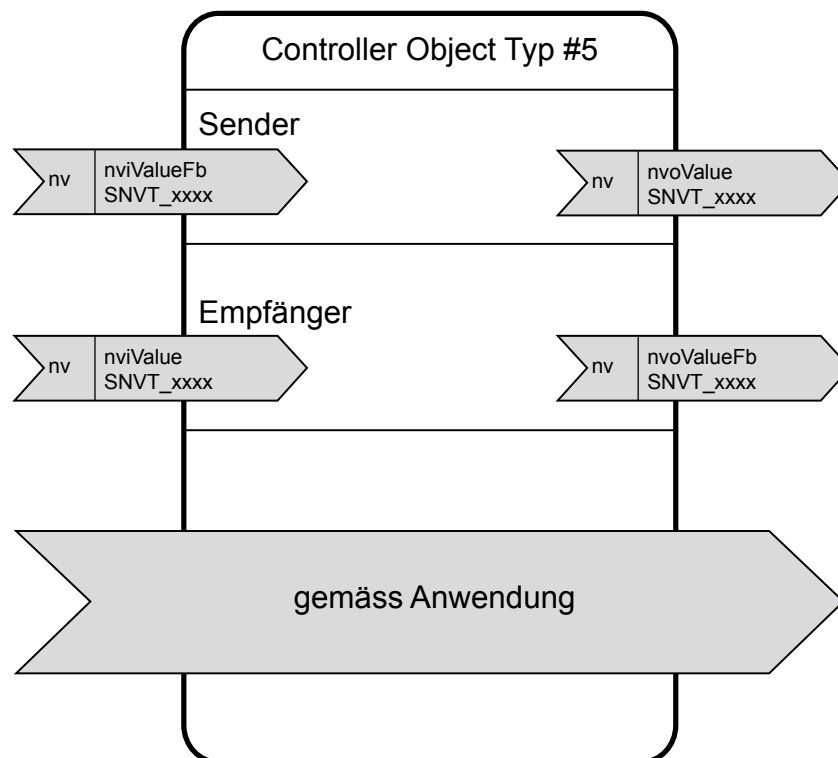 Controller Object Typ #5
Sender
nv
nviValueFb
SNVT_xxxx
nv
nvoValue
SNVT_xxxx
Empfänger
nv
nviValue
SNVT_xxxx
nv
nvoValueFb
SNVT_xxxx
gemäss Anwendung